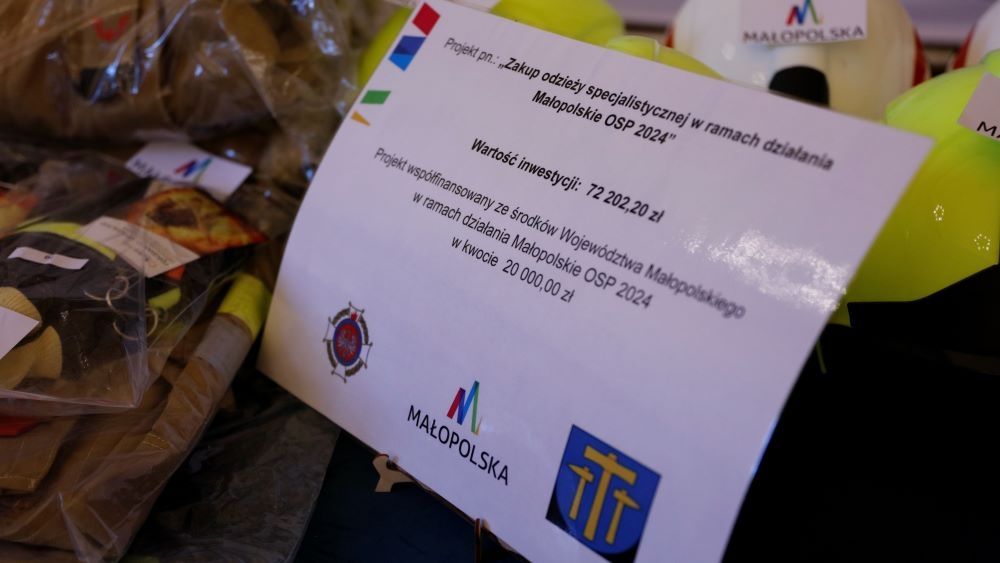 MAŁOPOLSKA
Projekt pn.: „Zakup odzieży specjalistycznej w ramach działania
Małopolskie OSP 2024”
Wartość inwestycji: 72 202,20 zł
Projekt współfinansowany ze środków Województwa Małopolskiego
w ramach działania Małopolskie OSP 2024
w kwocie 20 000,00 zł
MAŁOPOLSKA